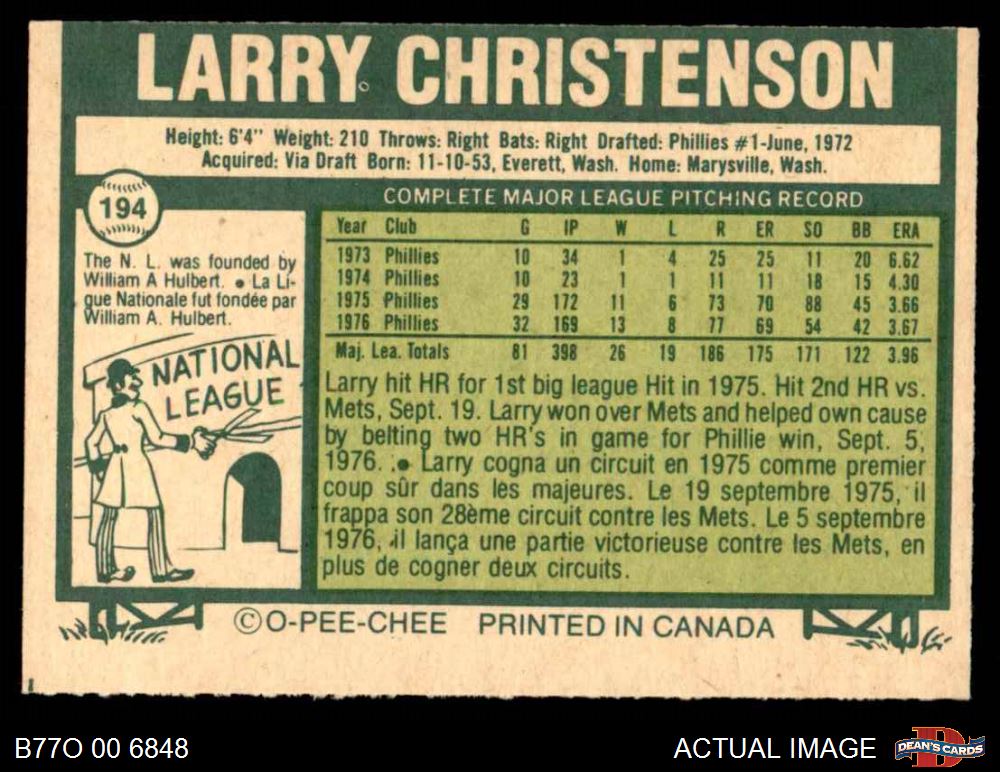 LARRY CHRISTENSON
Height: 6'4" Weight: 210 Throws: Right Bats: Right Drafted: Phillies #1-June, 1972
Acquired: Via Draft Born: 11-10-53, Everett, Wash. Home: Marysville, Wash.
194
The N. L. was founded by
William A Hulbert. ● La Li-
gue Nationale fut fondée par
William A. Hulbert.
NATIONAL
LEAGUE
COMPLETE MAJOR LEAGUE PITCHING RECORD
Year Club G IP W L R ER SO BB ERA
1973 Phillies 10 34 1 4 25 25 11 20 6.62
1974 Phillies 10 23 1 1 11 11 18 15 4.30
1975 Phillies 29 172 11 6 73 70 88 45 3.66
1976 Phillies 32 169 13 8 77 69 54 42 3.67
Maj. Lea. Totals 81 398 26 19 186 175 171 122 3.96
Larry hit HR for 1st big league Hit in 1975. Hit 2nd HR vs.
Mets, Sept. 19. Larry won over Mets and helped own cause
by belting two HR's in game for Phillie win, Sept. 5,
1976. ● Larry cogna un circuit en 1975 comme premier
coup sûr dans les majeures. Le 19 septembre 1975, il
frappa son 28ème circuit contre les Mets. Le 5 septembre
1976, il lança une partie victorieuse contre les Mets, en
plus de cogner deux circuits.
©O-PEE-CHEE PRINTED IN CANADA
B77O 00 6848
ACTUAL IMAGE
DEAN'S CARDS